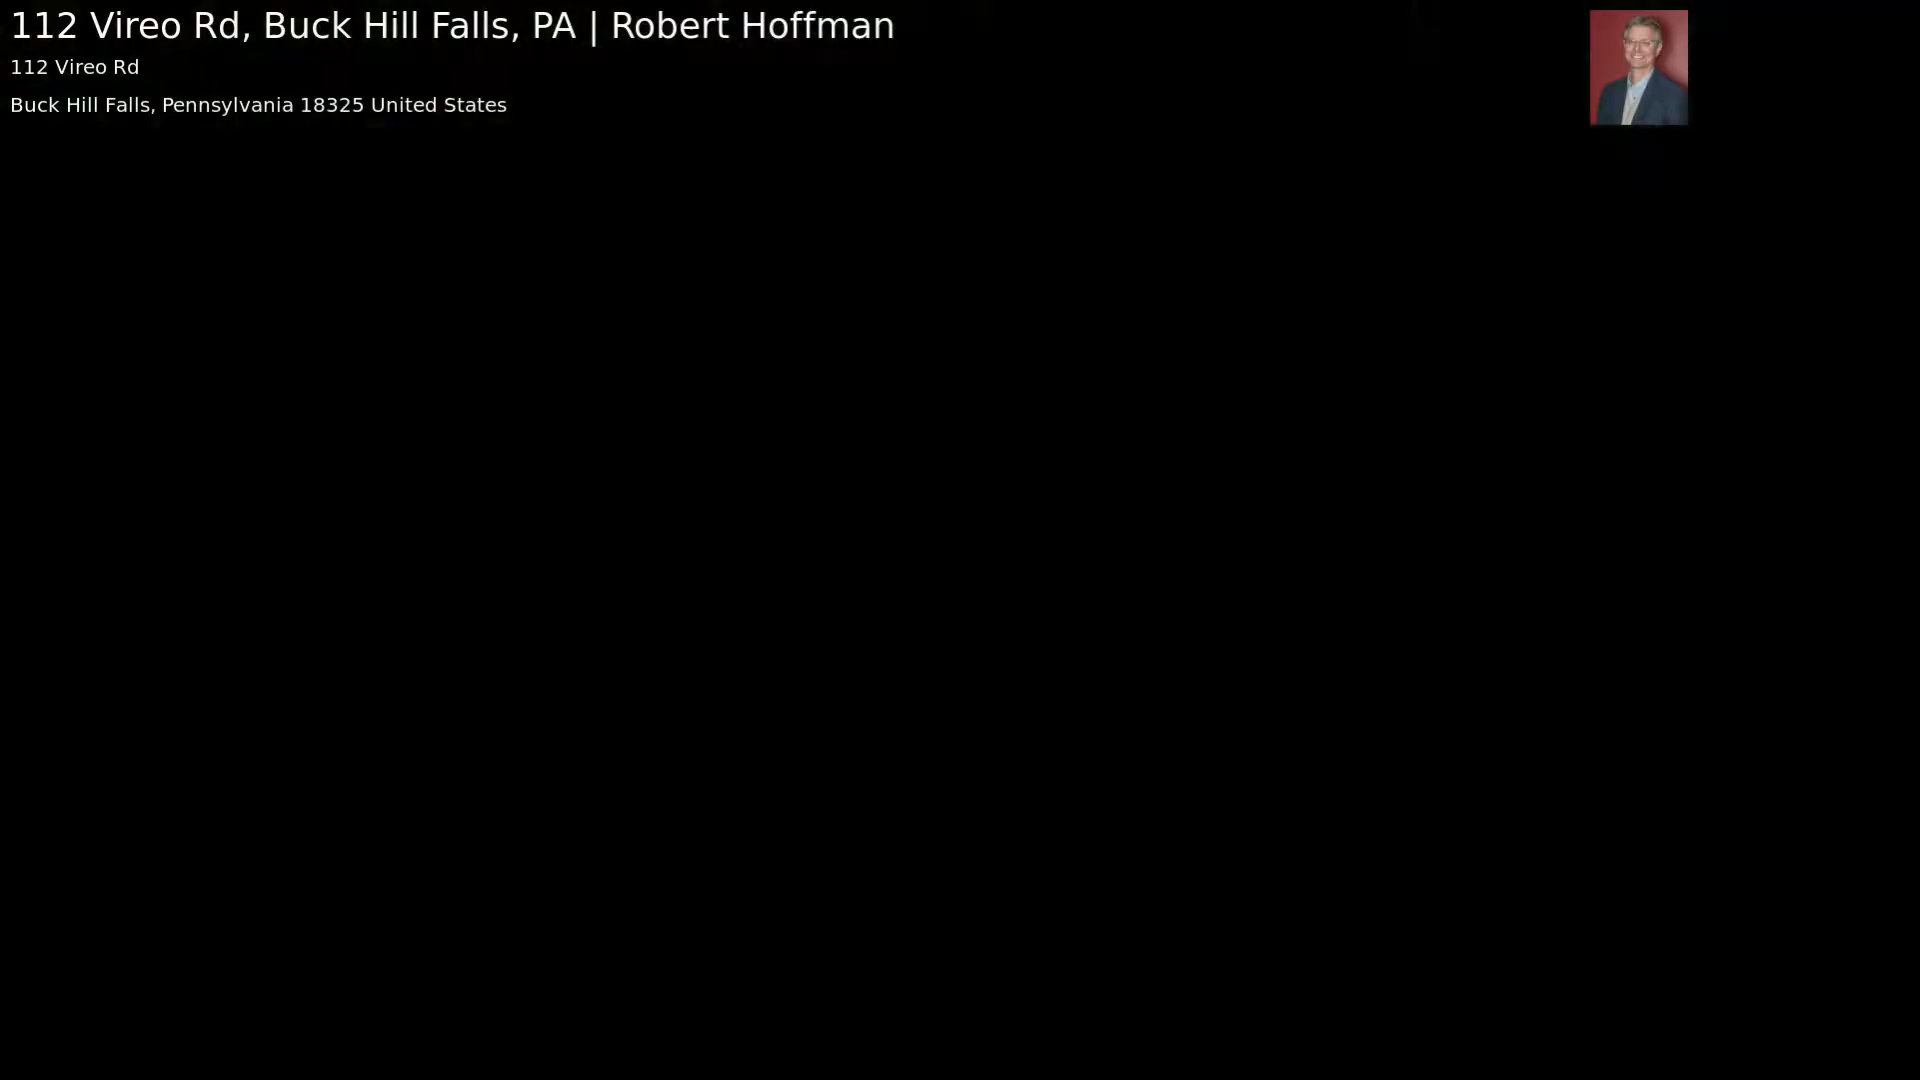 112 Vireo Rd, Buck Hill Falls, PA | Robert Hoffman
112 Vireo Rd
Buck Hill Falls, Pennsylvania 18325 United States